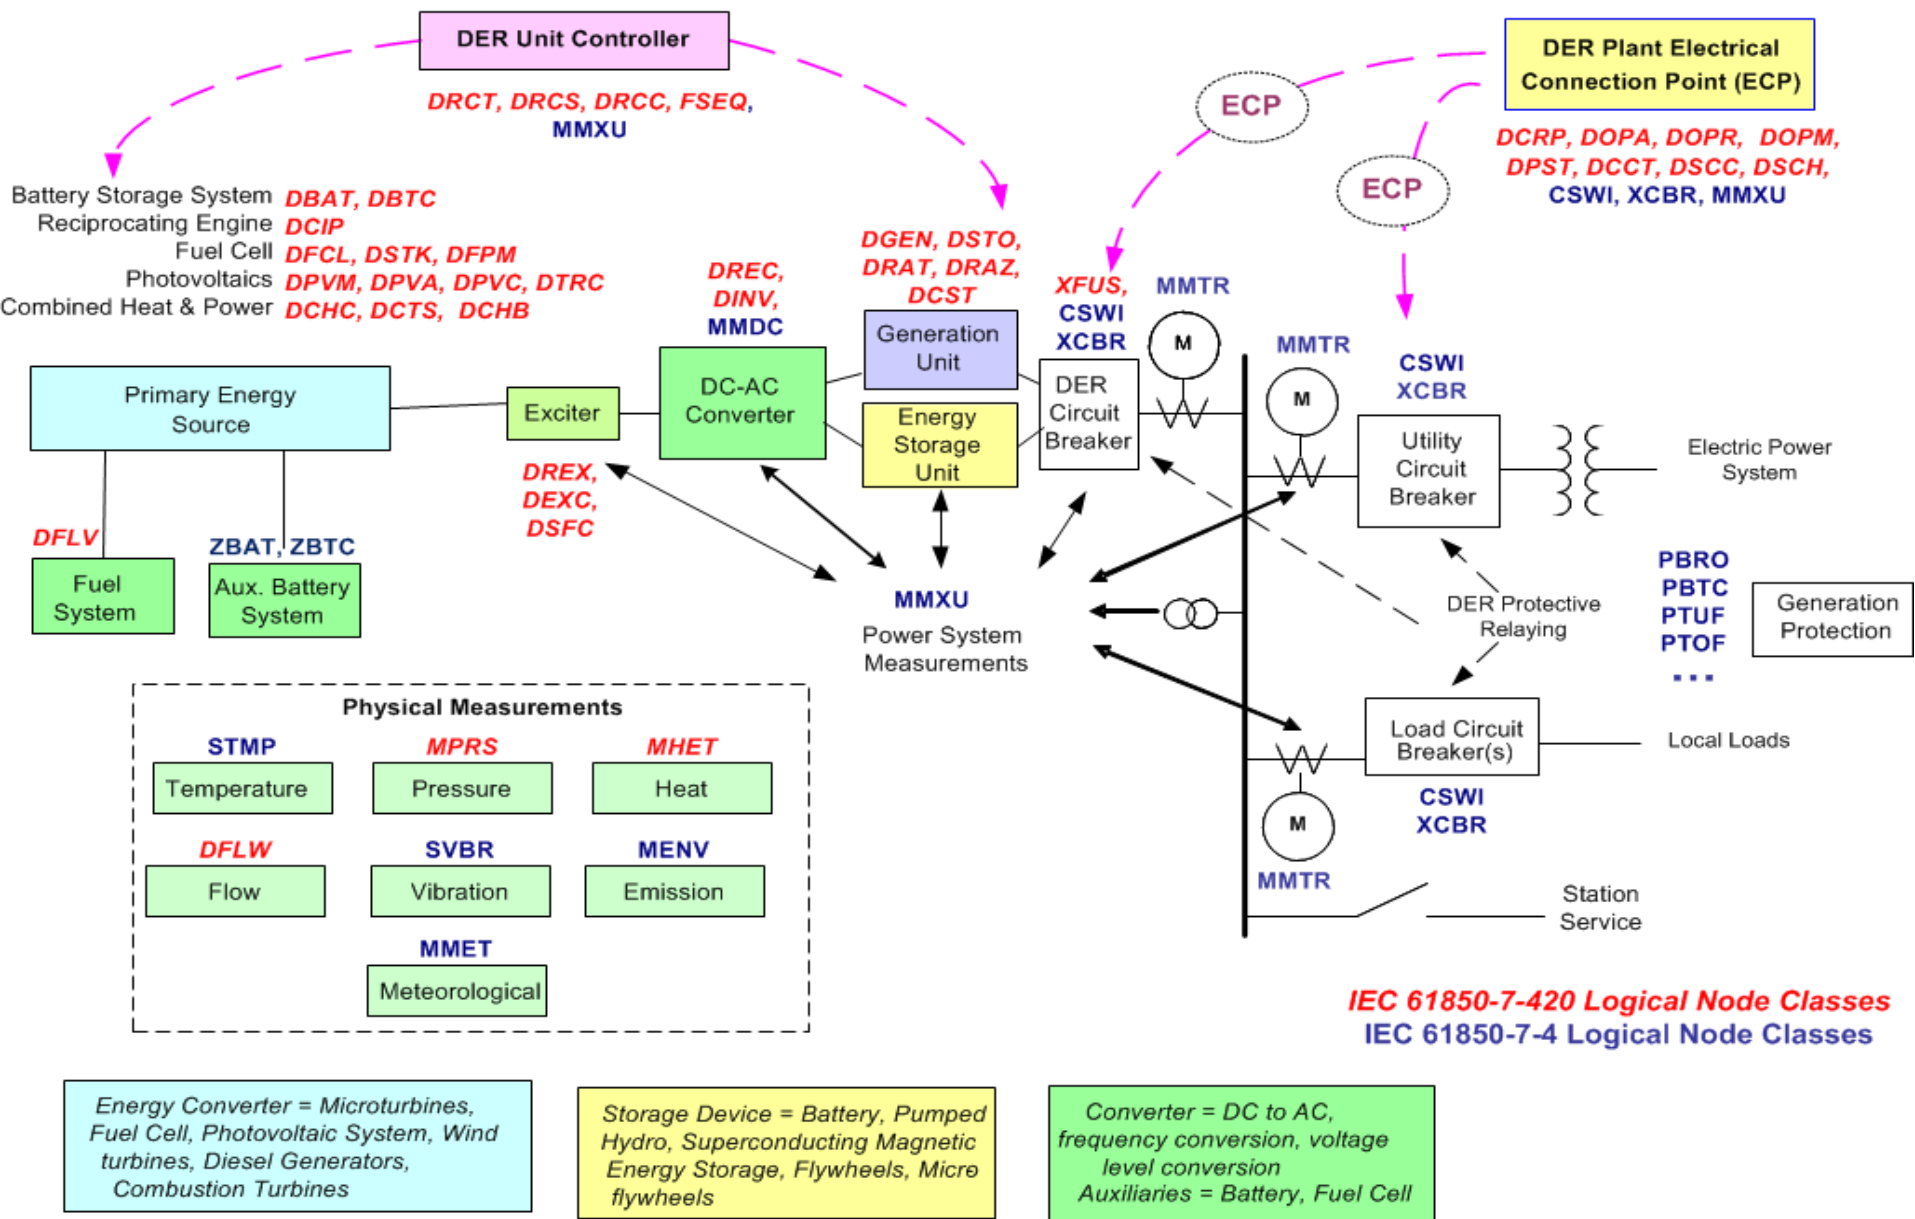 DER Unit Controller
DRCT, DRCS, DRCC, FSEQ,
MMXU
DER Plant Electrical
Connection Point (ECP)
DCRP, DOPA, DOPR, DOPM,
DPST, DCCT, DSCC, DSCH,
CSWI, XCBR, MMXU
ECP
ECP
Battery Storage System DBAT, DBTC
Reciprocating Engine DCIP
Fuel Cell DFCL, DSTK, DFPM
Photovoltaics DPVM, DPVA, DPVC, DTRC
Combined Heat & Power DCHC, DCTS, DCHB
DREC,
DINV,
MMDC
DGEN, DSTO,
DRAT, DRAZ,
DCST
XFUS,
CSWI
XCBR
MMTR
M
MMTR
M
CSWI
XCBR
Primary Energy
Source
Exciter
DC-AC
Converter
Generation
Unit
Energy
Storage
Unit
DER
Circuit
Breaker
Utility
Circuit
Breaker
Electric Power
System
DREX,
DEXC,
DSFC
DFLV
Fuel
System
ZBAT, ZBTC
Aux. Battery
System
MMXU
Power System
Measurements
DER Protective
Relaying
PBRO
PBTC
PTUF
PTOF
...
Generation
Protection
Load Circuit
Breaker(s)
Local Loads
CSWI
XCBR
M
MMTR
Station
Service
Physical Measurements
STMP
Temperature
MPRS
Pressure
MHET
Heat
DFLW
Flow
SVBR
Vibration
MENV
Emission
MMET
Meteorological
IEC 61850-7-420 Logical Node Classes
IEC 61850-7-4 Logical Node Classes
Energy Converter = Microturbines,
Fuel Cell, Photovoltaic System, Wind
turbines, Diesel Generators,
Combustion Turbines
Storage Device = Battery, Pumped
Hydro, Superconducting Magnetic
Energy Storage, Flywheels, Micro
flywheels
Converter = DC to AC,
frequency conversion, voltage
level conversion
Auxiliaries = Battery, Fuel Cell